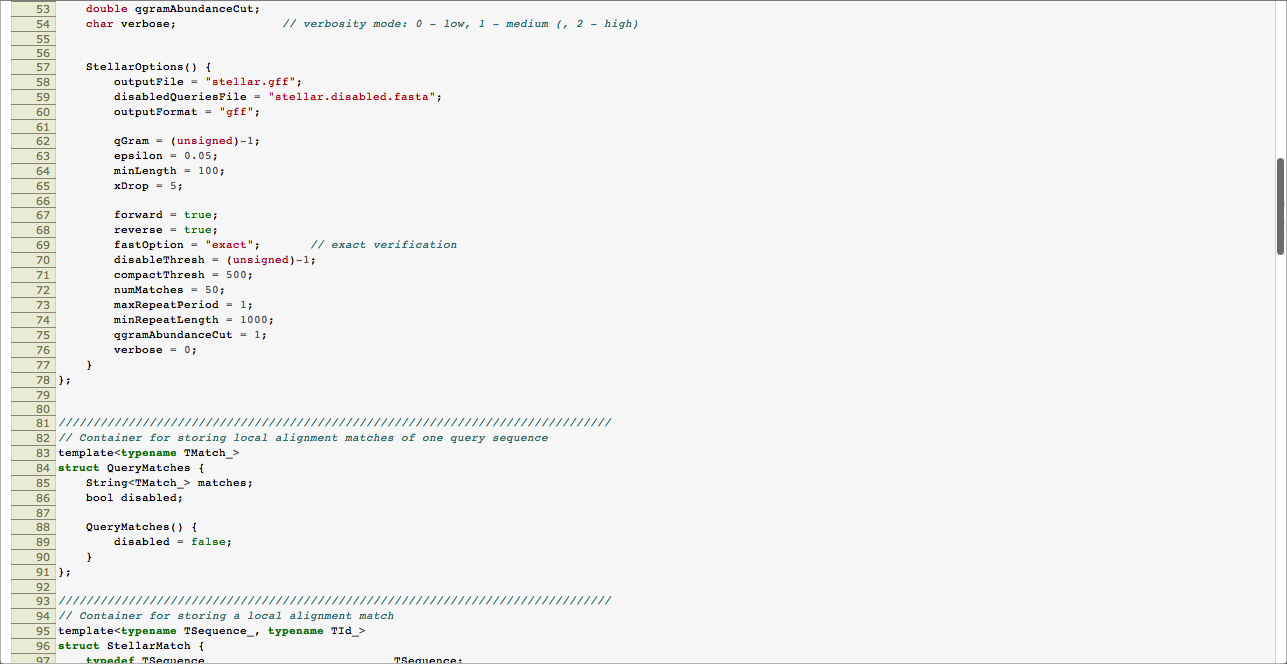 53 double qgramAbundanceCut;
54 char verbose; // verbosity mode: 0 - low, 1 - medium (, 2 - high)
55
56
57 StellarOptions() {
58 outputFile = "stellar.gff";
59 disabledQueriesFile = "stellar.disabled.fasta";
60 outputFormat = "gff";
61
62 qGram = (unsigned)-1;
63 epsilon = 0.05;
64 minLength = 100;
65 xDrop = 5;
66
67 forward = true;
68 reverse = true;
69 fastOption = "exact"; // exact verification
70 disableThresh = (unsigned)-1;
71 compactThresh = 500;
72 numMatches = 50;
73 maxRepeatPeriod = 1;
74 minRepeatLength = 1000;
75 qgramAbundanceCut = 1;
76 verbose = 0;
77 }
78 };
79
80
81 ///////////////////////////////////////////////////////////////////////////////
82 // Container for storing local alignment matches of one query sequence
83 template<typename TMatch_>
84 struct QueryMatches {
85 String<TMatch_> matches;
86 bool disabled;
87
88 QueryMatches() {
89 disabled = false;
90 }
91 };
92
93 ///////////////////////////////////////////////////////////////////////////////
94 // Container for storing a local alignment match
95 template<typename TSequence_, typename TId_>
96 struct StellarMatch {
97 typedef TSequence_ TSequence;